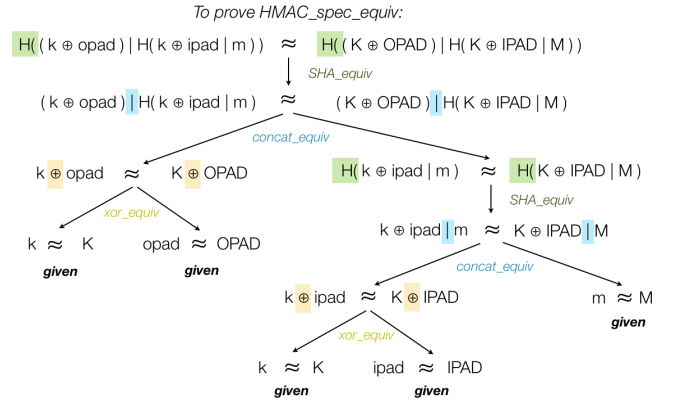 To prove HMAC_spec_equiv:
H( ( k ⊕ opad ) | H( k ⊕ ipad | m ) ) ≈ H( ( K ⊕ OPAD ) | H( K ⊕ IPAD | M ) )
SHA_equiv
( k ⊕ opad ) | H( k ⊕ ipad | m ) ≈ ( K ⊕ OPAD ) | H( K ⊕ IPAD | M )
concat_equiv
k ⊕ opad ≈ K ⊕ OPAD
H( k ⊕ ipad | m ) ≈ H( K ⊕ IPAD | M )
xor_equiv
SHA_equiv
k ≈ K
opad ≈ OPAD
k ⊕ ipad | m ≈ K ⊕ IPAD | M
given
given
concat_equiv
k ⊕ ipad ≈ K ⊕ IPAD
m ≈ M
given
xor_equiv
k ≈ K
ipad ≈ IPAD
given
given